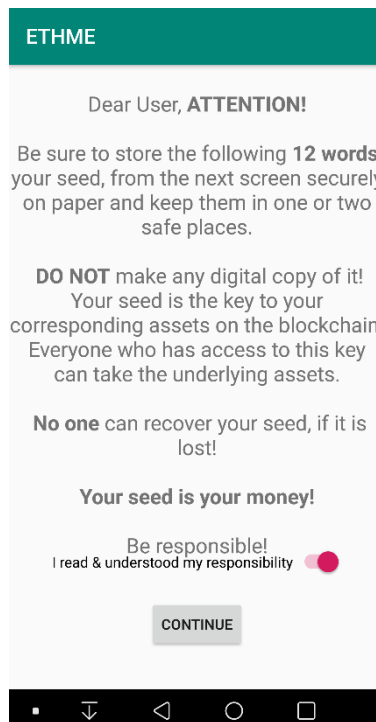 ETHME
Dear User, ATTENTION!
Be sure to store the following 12 words
your seed, from the next screen securely
on paper and keep them in one or two
safe places.
DO NOT make any digital copy of it!
Your seed is the key to your
corresponding assets on the blockchain
Everyone who has access to this key
can take the underlying assets.
No one can recover your seed, if it is
lost!
Your seed is your money!
Be responsible!
I read & understood my responsibility
CONTINUE